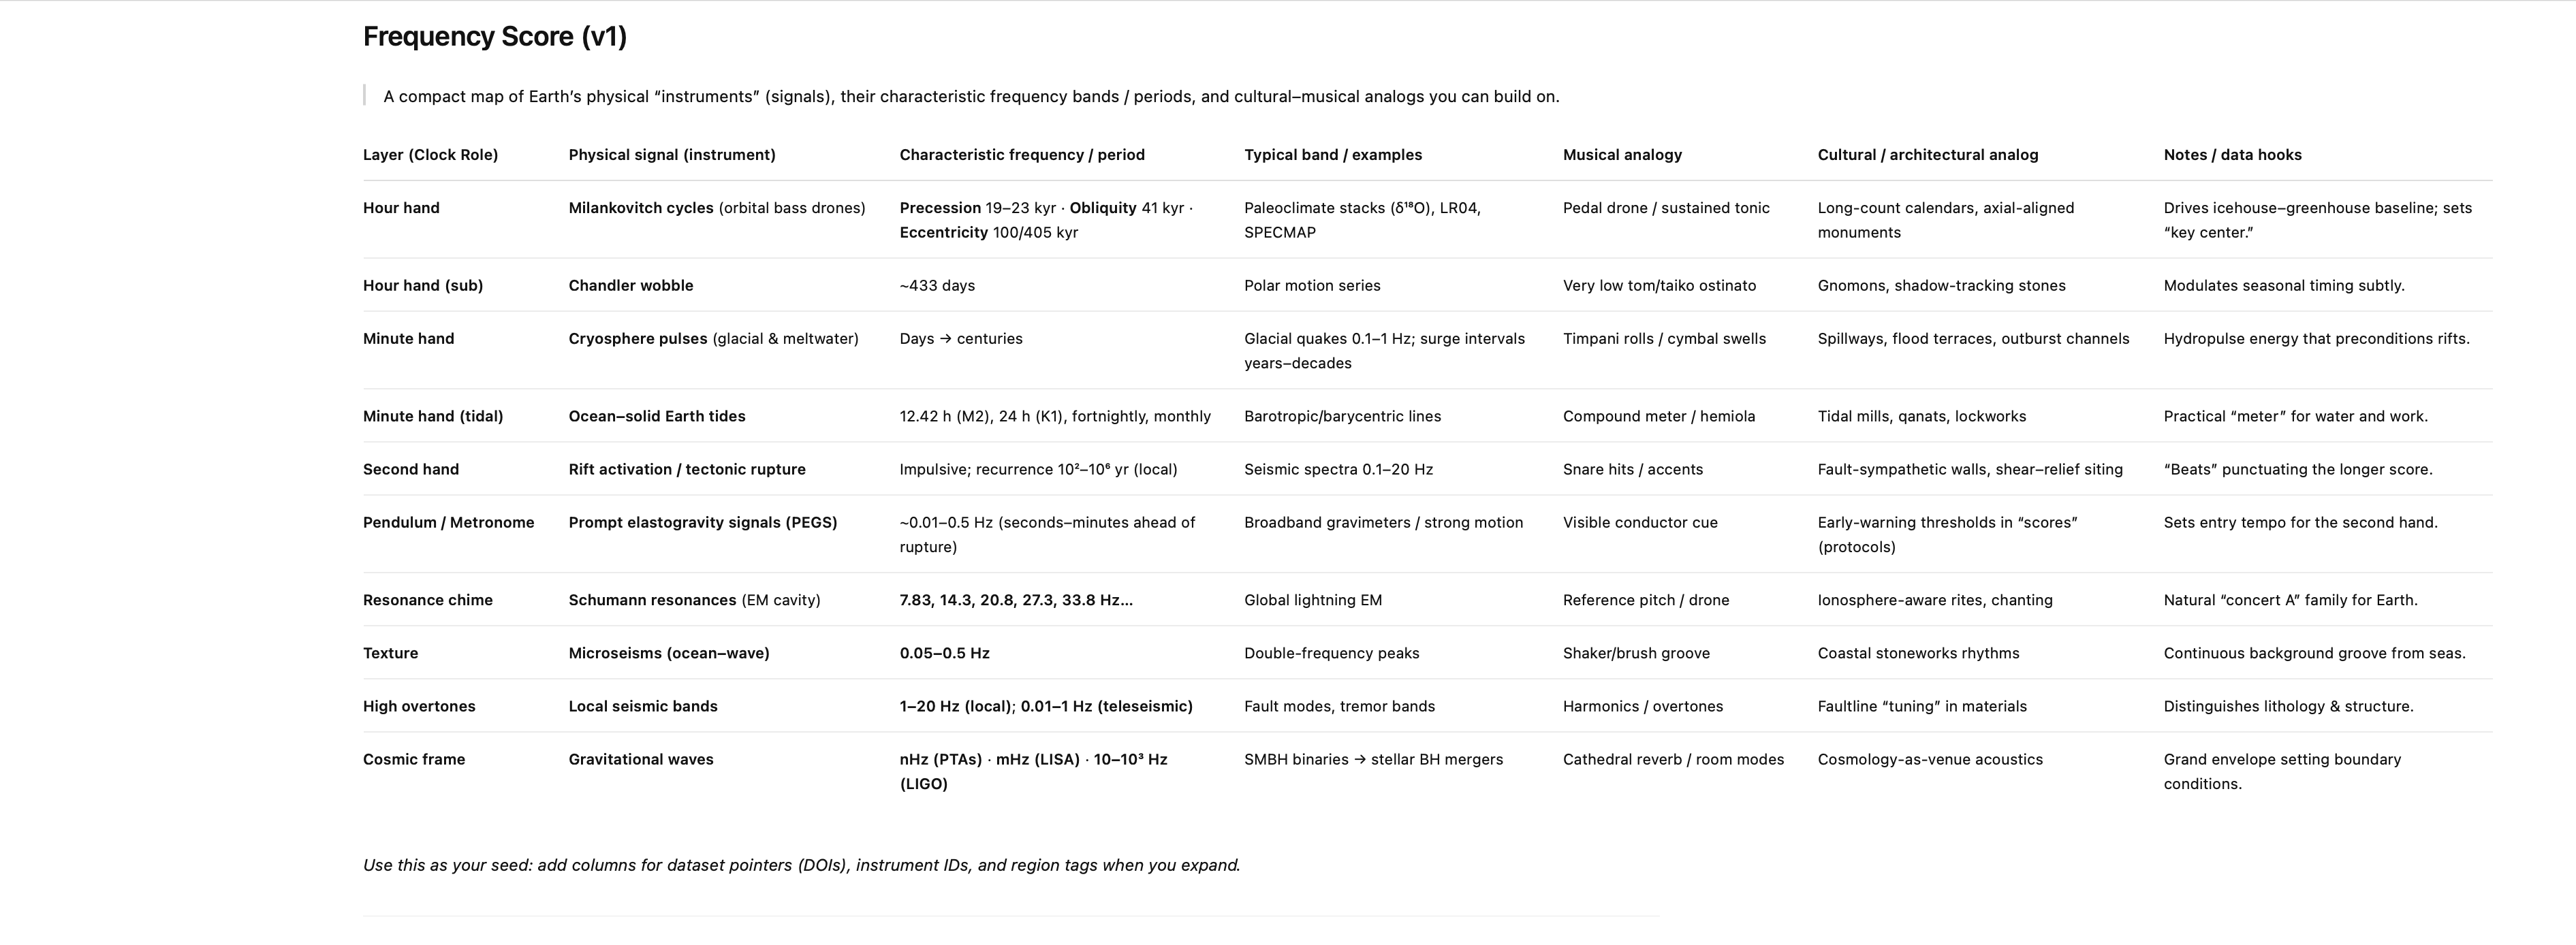 Frequency Score (v1)
A compact map of Earth’s physical “instruments” (signals), their characteristic frequency bands / periods, and cultural–musical analogs you can build on.
Layer (Clock Role) Physical signal (instrument) Characteristic frequency / period Typical band / examples Musical analogy Cultural / architectural analog Notes / data hooks
Hour hand Milankovitch cycles (orbital bass drones) Precession 19–23 kyr · Obliquity 41 kyr · Paleoclimate stacks (δ¹⁸O), LR04, Pedal drone / sustained tonic Long-count calendars, axial-aligned Drives icehouse–greenhouse baseline; sets
Eccentricity 100/405 kyr SPECMAP monuments “key center.”
Hour hand (sub) Chandler wobble ~433 days Polar motion series Very low tom/taiko ostinato Gnomons, shadow-tracking stones Modulates seasonal timing subtly.
Minute hand Cryosphere pulses (glacial & meltwater) Days → centuries Glacial quakes 0.1–1 Hz; surge intervals Timpani rolls / cymbal swells Spillways, flood terraces, outburst channels Hydropulse energy that preconditions rifts.
years–decades
Minute hand (tidal) Ocean–solid Earth tides 12.42 h (M2), 24 h (K1), fortnightly, monthly Barotropic/barycentric lines Compound meter / hemiola Tidal mills, qanats, lockworks Practical “meter” for water and work.
Second hand Rift activation / tectonic rupture Impulsive; recurrence 10²–10⁶ yr (local) Seismic spectra 0.1–20 Hz Snare hits / accents Fault-sympathetic walls, shear–relief siting “Beats” punctuating the longer score.
Pendulum / Metronome Prompt elastogravity signals (PEGS) ~0.01–0.5 Hz (seconds–minutes ahead of Broadband gravimeters / strong motion Visible conductor cue Early-warning thresholds in “scores” Sets entry tempo for the second hand.
rupture) (protocols)
Resonance chime Schumann resonances (EM cavity) 7.83, 14.3, 20.8, 27.3, 33.8 Hz… Global lightning EM Reference pitch / drone Ionosphere-aware rites, chanting Natural “concert A” family for Earth.
Texture Microseisms (ocean–wave) 0.05–0.5 Hz Double-frequency peaks Shaker/brush groove Coastal stoneworks rhythms Continuous background groove from seas.
High overtones Local seismic bands 1–20 Hz (local); 0.01–1 Hz (teleseismic) Fault modes, tremor bands Harmonics / overtones Faultline “tuning” in materials Distinguishes lithology & structure.
Cosmic frame Gravitational waves nHz (PTAs) · mHz (LISA) · 10–10³ Hz SMBH binaries → stellar BH mergers Cathedral reverb / room modes Cosmology-as-venue acoustics Grand envelope setting boundary
(LIGO) conditions.
Use this as your seed: add columns for dataset pointers (DOIs), instrument IDs, and region tags when you expand.